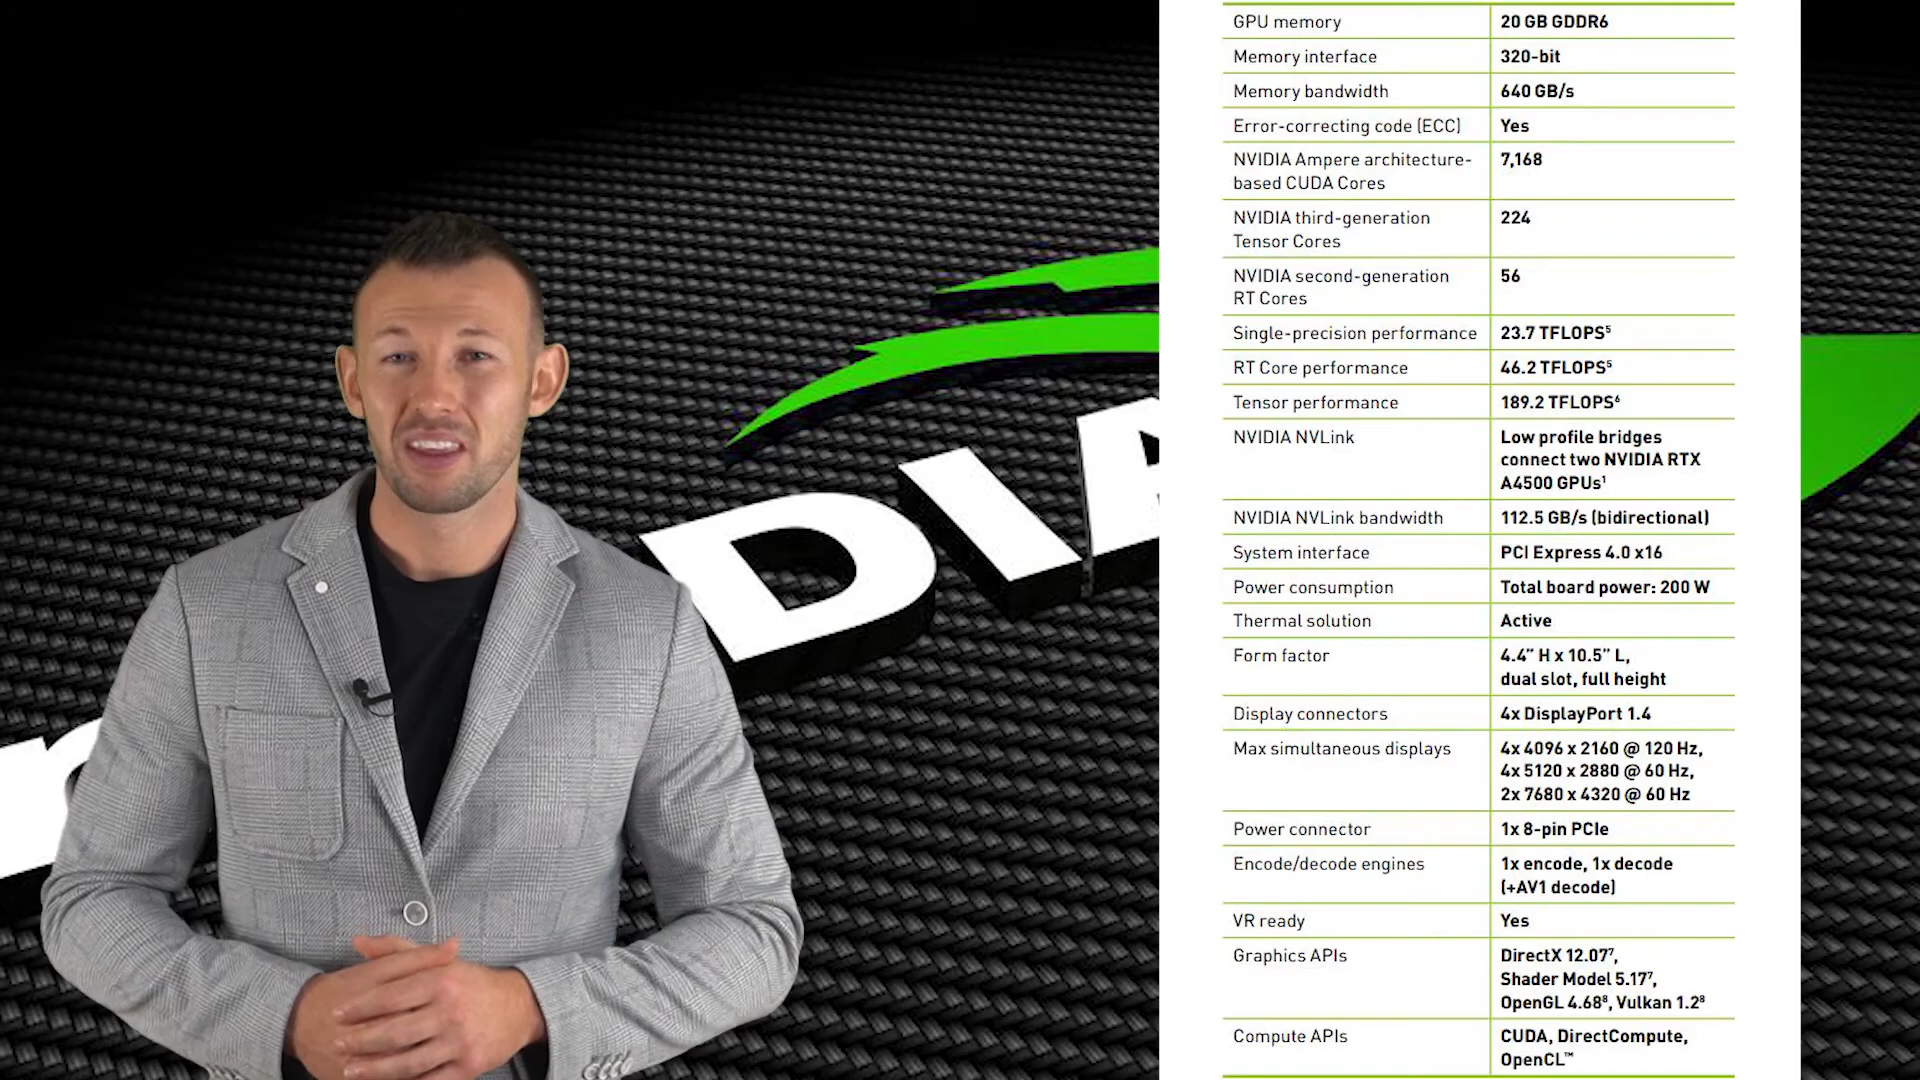 GPU memory 20 GB GDDR6
Memory interface 320-bit
Memory bandwidth 640 GB/s
Error-correcting code (ECC) Yes
NVIDIA Ampere architecture- 7,168
based CUDA Cores
NVIDIA third-generation 224
Tensor Cores
NVIDIA second-generation 56
RT Cores
Single-precision performance 23.7 TFLOPS⁵
RT Core performance 46.2 TFLOPS⁵
Tensor performance 189.2 TFLOPS⁶
NVIDIA NVLink Low profile bridges
connect two NVIDIA RTX
A4500 GPUs¹
NVIDIA NVLink bandwidth 112.5 GB/s (bidirectional)
System interface PCI Express 4.0 x16
Power consumption Total board power: 200 W
Thermal solution Active
Form factor 4.4” H x 10.5” L,
dual slot, full height
Display connectors 4x DisplayPort 1.4
Max simultaneous displays 4x 4096 x 2160 @ 120 Hz,
4x 5120 x 2880 @ 60 Hz,
2x 7680 x 4320 @ 60 Hz
Power connector 1x 8-pin PCIe
Encode/decode engines 1x encode, 1x decode
(+AV1 decode)
VR ready Yes
Graphics APIs DirectX 12.07⁷,
Shader Model 5.17⁷,
OpenGL 4.68⁸, Vulkan 1.2⁸
Compute APIs CUDA, DirectCompute,
OpenCL™
DIA